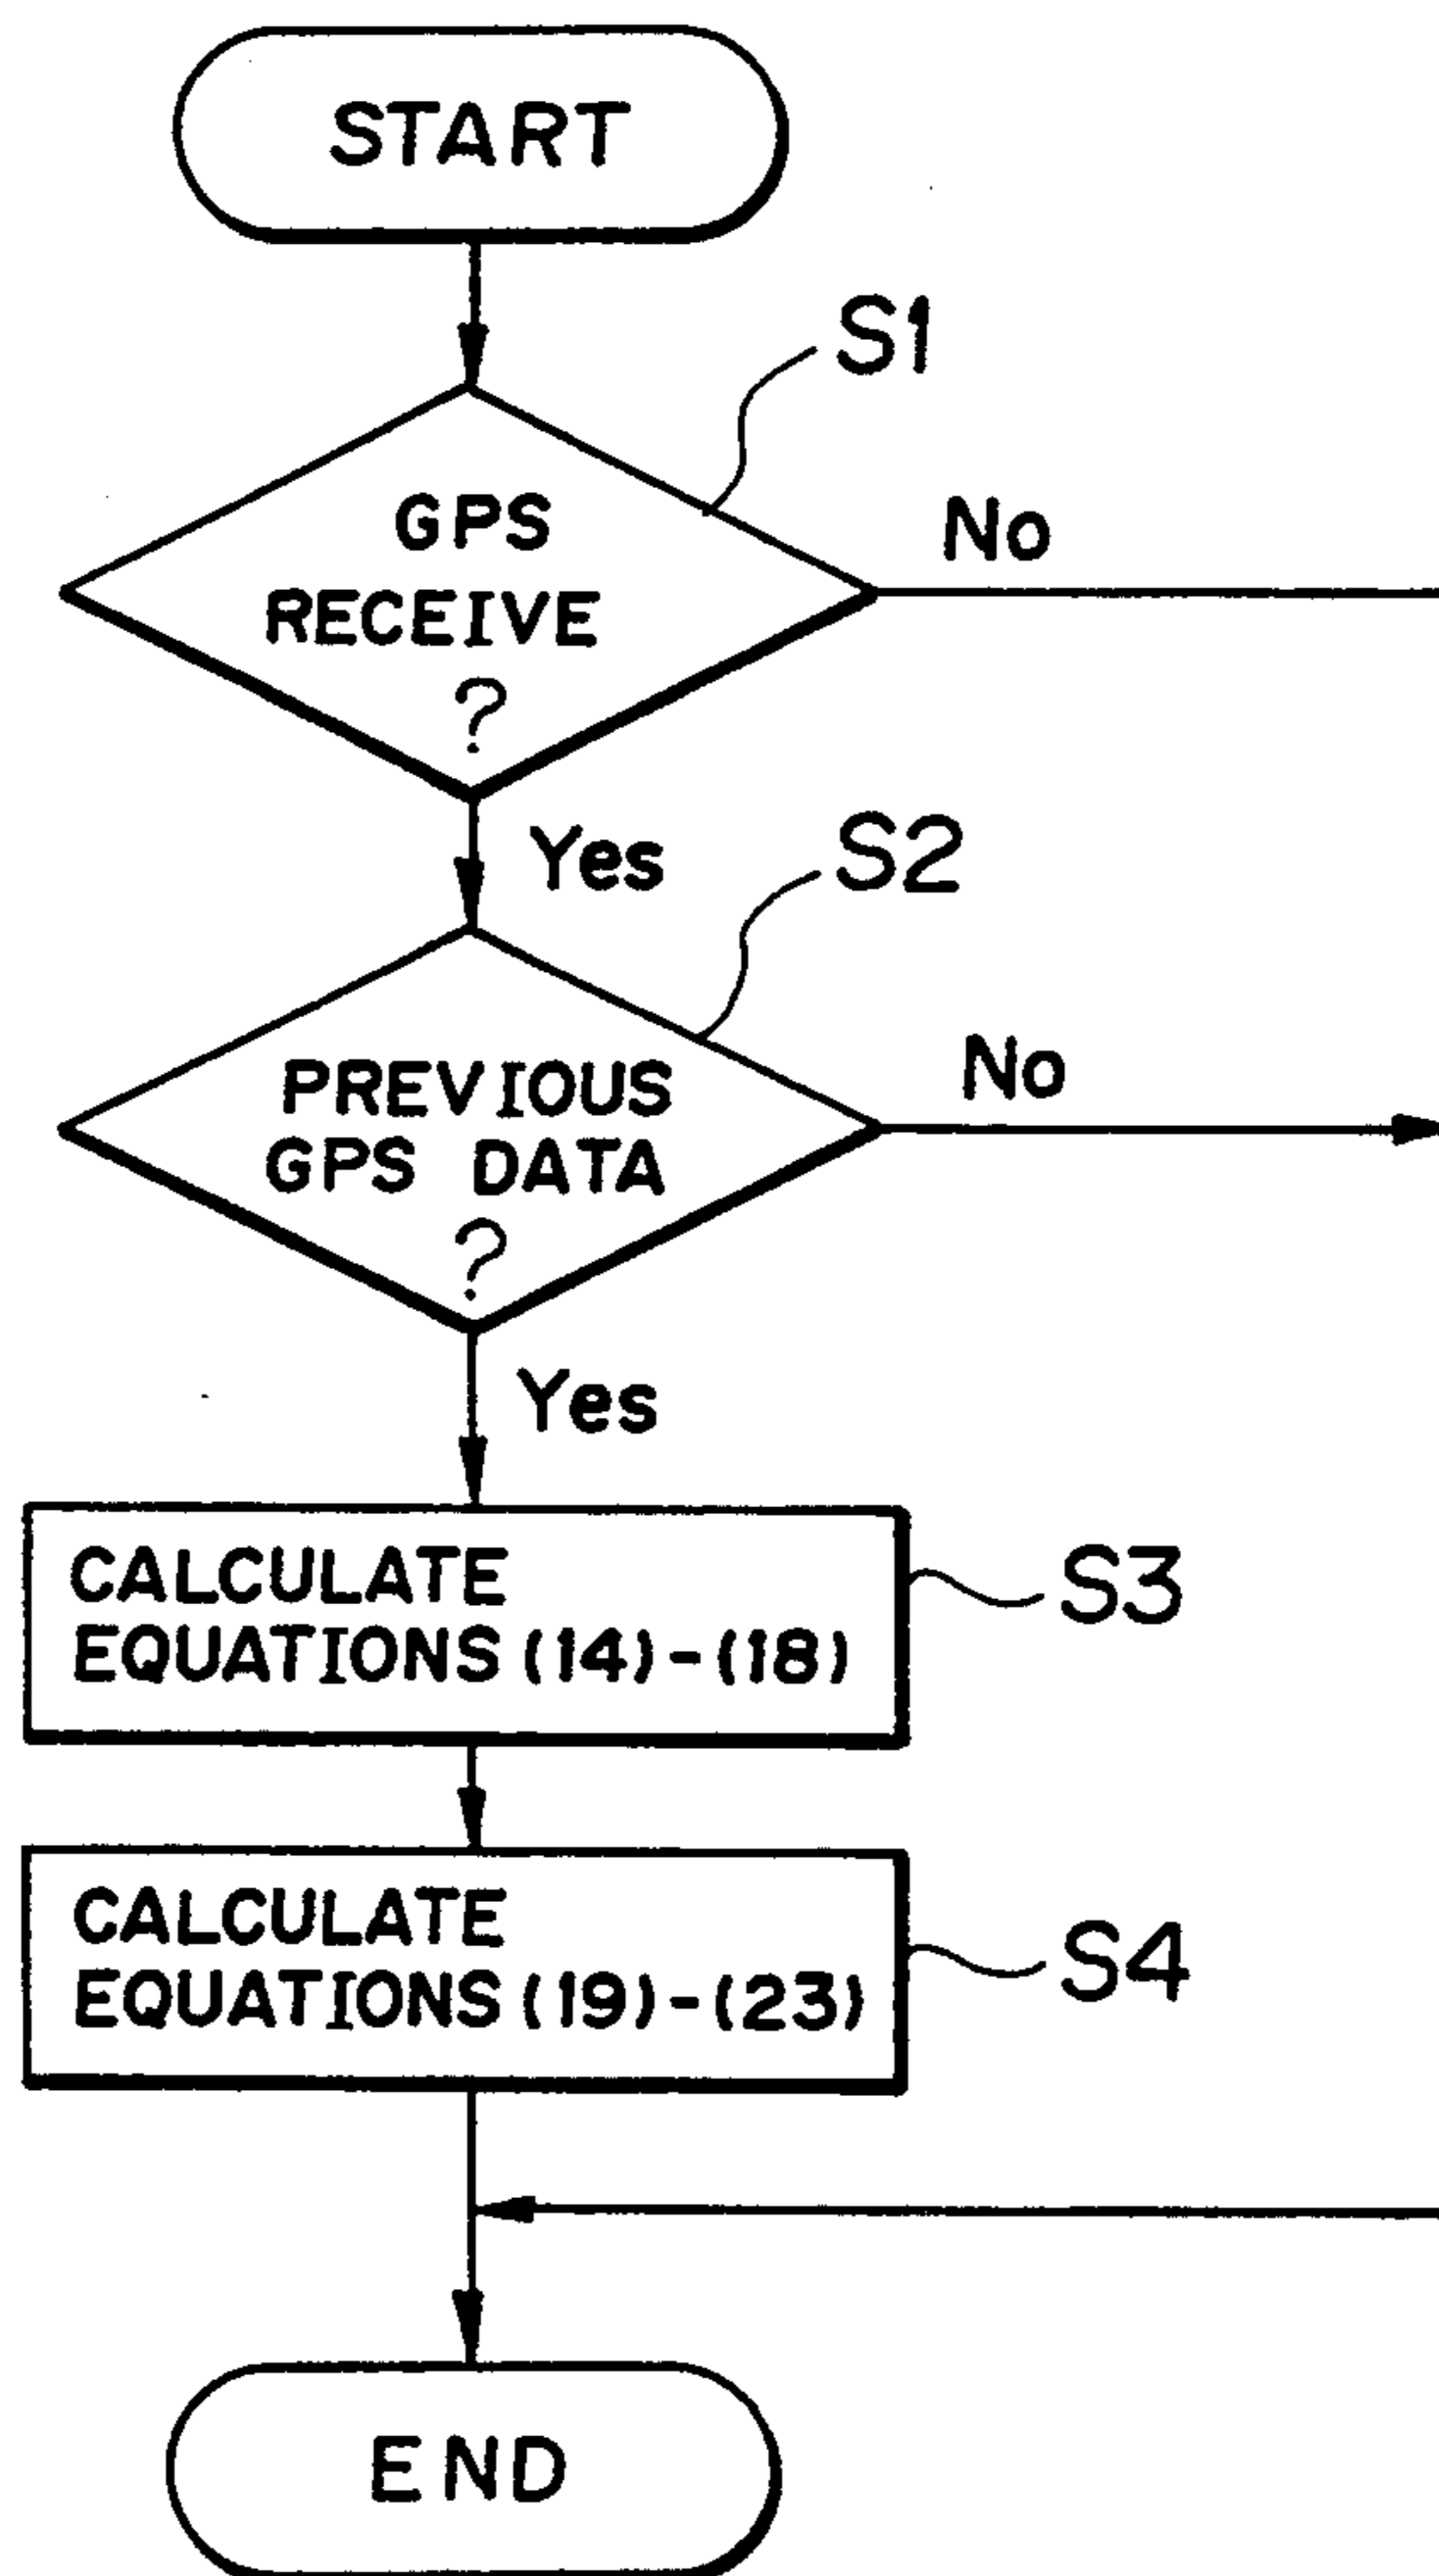 START
S1
GPS
RECEIVE
?
No
Yes
S2
PREVIOUS
GPS DATA
?
No
Yes
CALCULATE
EQUATIONS (14)-(18)
S3
CALCULATE
EQUATIONS (19)-(23)
S4
END